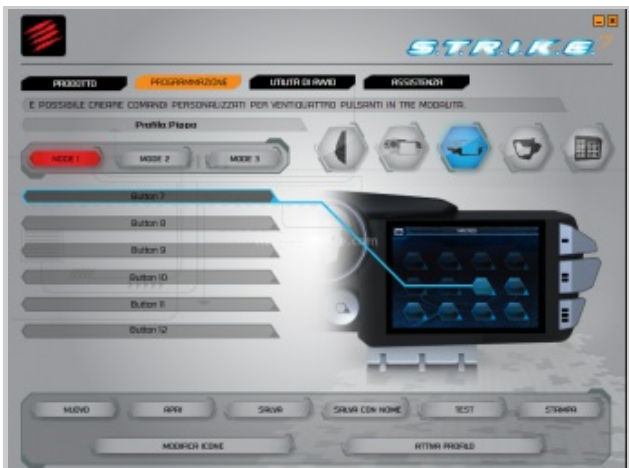 S.T.R.I.K.E.7
PRODOTTO PROGRAMMAZIONE UTILITÀ DI AVVIO ASSISTENZA
È POSSIBILE CREARE COMANDI PERSONALIZZATI PER VENTIQUATTRO PULSANTI IN TRE MODALITÀ.
Profilo: Pippo
MODE 1 MODE 2 MODE 3
Button 7
Button 8
Button 9
Button 10
Button 11
Button 12
NUOVO APRI SALVA SALVA CON NOME TEST STAMPA
MODIFICA ICONE ATTIVA PROFILO